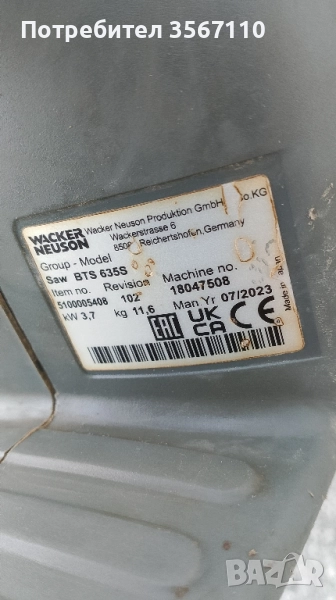 Потребител 3567110
WACKER NEUSON
Wacker Neuson Produktion GmbH
Wackerstrasse 6
Reichertshofen, Germany
Group - Model
Saw BTS 635S
Item no. Revision Machine no.
5100005408 102 18047508
kW 3,7 kg 11,6 Man Yr 07/2023
EAC UK CA CE
Made in
BAZAR